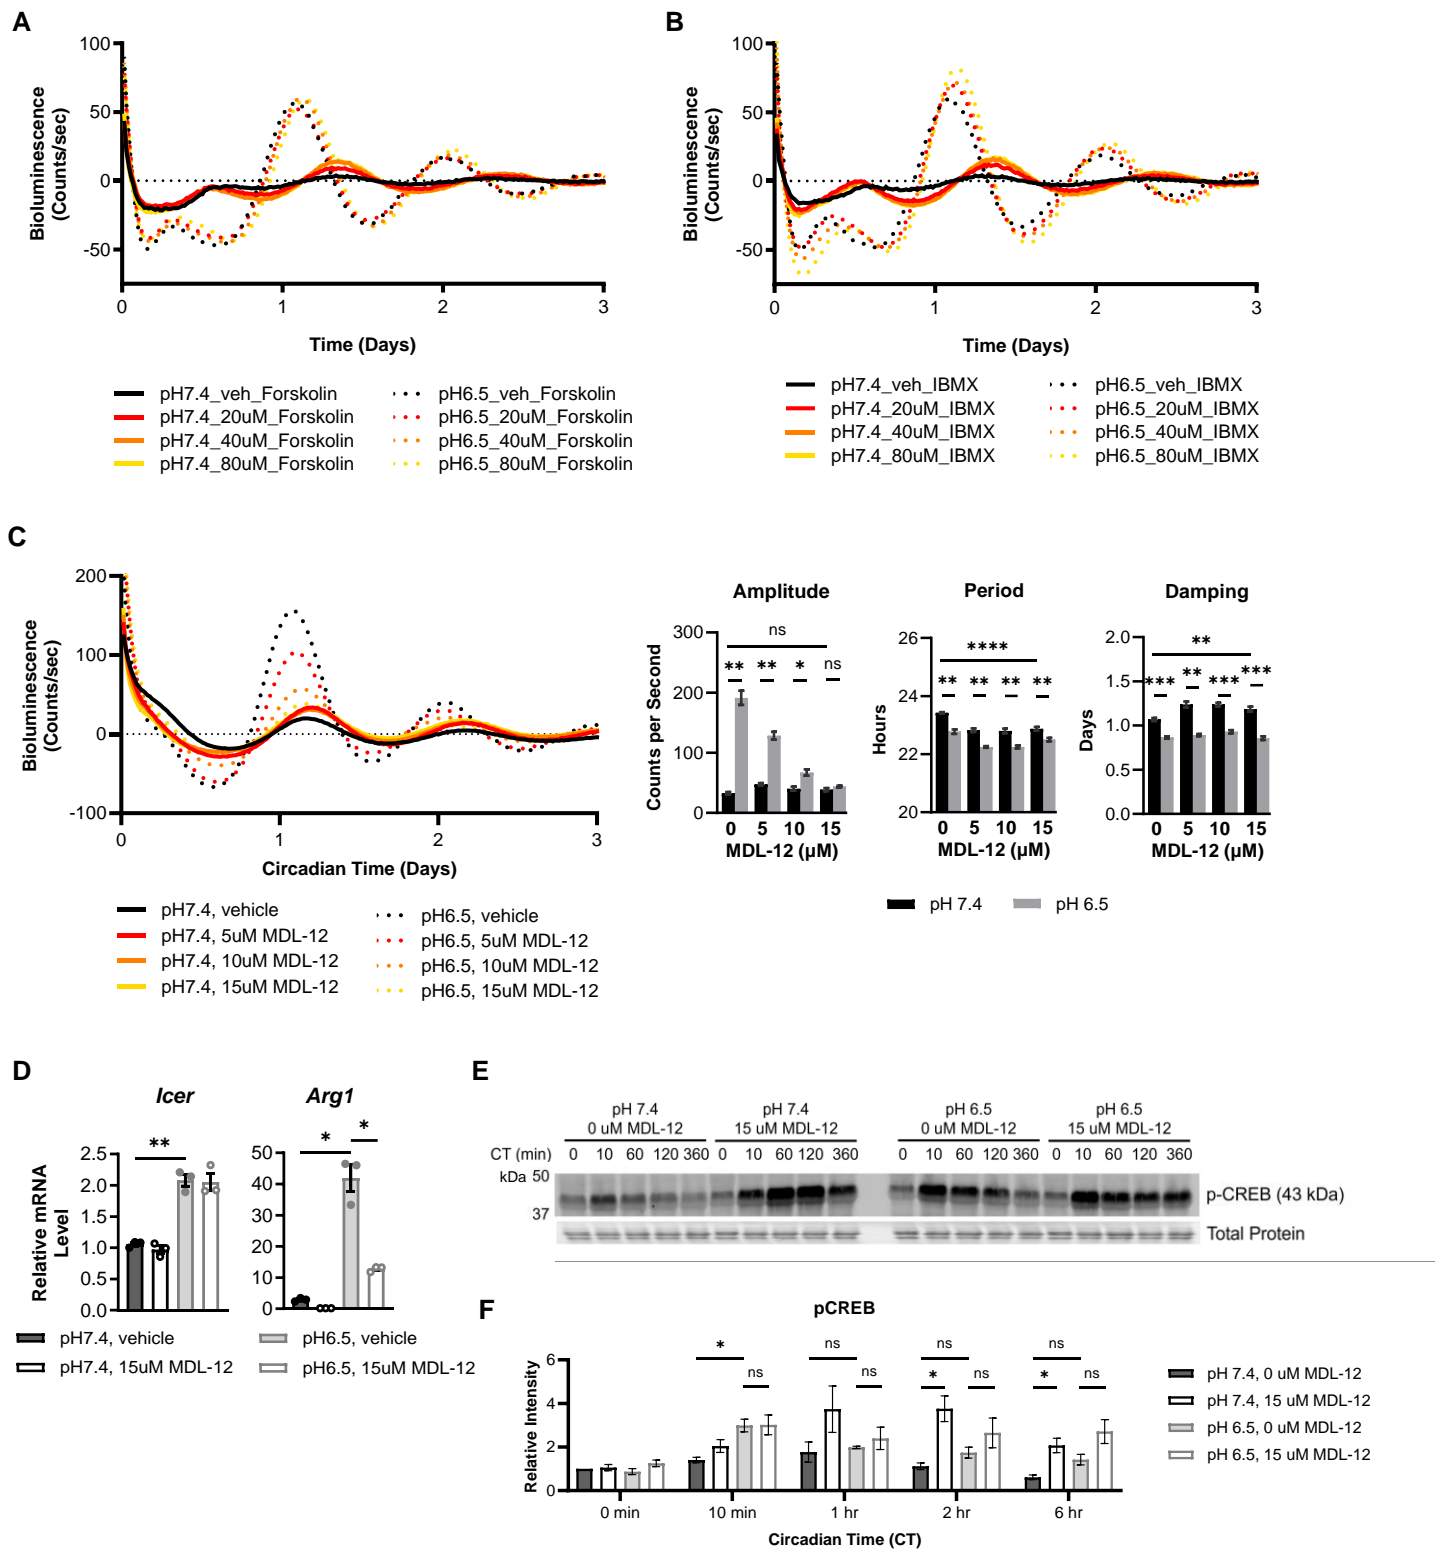 A
100
50
0
-50
Bioluminescence
(Counts/sec)
0 1 2 3
Time (Days)
pH7.4_veh_Forskolin
pH7.4_20uM_Forskolin
pH7.4_40uM_Forskolin
pH7.4_80uM_Forskolin
pH6.5_veh_Forskolin
pH6.5_20uM_Forskolin
pH6.5_40uM_Forskolin
pH6.5_80uM_Forskolin
B
100
50
0
-50
Bioluminescence
(Counts/sec)
0 1 2 3
Time (Days)
pH7.4_veh_IBMX
pH7.4_20uM_IBMX
pH7.4_40uM_IBMX
pH7.4_80uM_IBMX
pH6.5_veh_IBMX
pH6.5_20uM_IBMX
pH6.5_40uM_IBMX
pH6.5_80uM_IBMX
C
200
100
0
-100
Bioluminescence
(Counts/sec)
0 1 2 3
Circadian Time (Days)
pH7.4, vehicle
pH7.4, 5uM MDL-12
pH7.4, 10uM MDL-12
pH7.4, 15uM MDL-12
pH6.5, vehicle
pH6.5, 5uM MDL-12
pH6.5, 10uM MDL-12
pH6.5, 15uM MDL-12
Amplitude
300
200
100
0
Counts per Second
ns
** ** * ns
0 5 10 15
MDL-12 (µM)
Period
26
24
22
20
Hours
****
** ** ** **
0 5 10 15
MDL-12 (µM)
Damping
2.0
1.5
1.0
0.5
0.0
Days
**
*** ** *** ***
0 5 10 15
MDL-12 (µM)
pH 7.4 pH 6.5
D
Icer
2.5
2.0
1.5
1.0
0.5
0.0
Relative mRNA
Level
**
Arg1
50
40
30
20
10
0
* *
pH7.4, vehicle
pH7.4, 15uM MDL-12
pH6.5, vehicle
pH6.5, 15uM MDL-12
E
pH 7.4
0 uM MDL-12
pH 7.4
15 uM MDL-12
pH 6.5
0 uM MDL-12
pH 6.5
15 uM MDL-12
CT (min) 0 10 60 120 360 0 10 60 120 360 0 10 60 120 360 0 10 60 120 360
kDa 50
37
p-CREB (43 kDa)
Total Protein
F
pCREB
6
4
2
0
Relative Intensity
* ns ns ns
ns ns * ns * ns
0 min 10 min 1 hr 2 hr 6 hr
Circadian Time (CT)
pH 7.4, 0 uM MDL-12
pH 7.4, 15 uM MDL-12
pH 6.5, 0 uM MDL-12
pH 6.5, 15 uM MDL-12